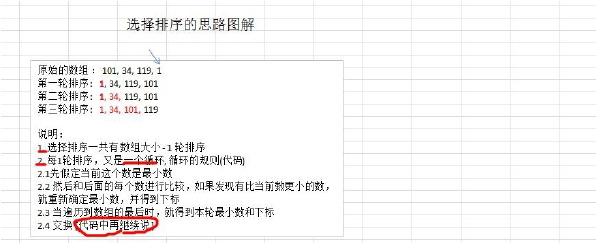 选择排序的思路图解
原始的数组： 101, 34, 119, 1
第一轮排序: 1, 34, 119, 101
第二轮排序: 1, 34, 119, 101
第三轮排序: 1, 34, 101, 119
说明：
1.选择排序一共有数组大小 - 1 轮排序
2. 每1轮排序，又是一个循环, 循环的规则(代码)
2.1先假定当前这个数是最小数
2.2 然后和后面的每个数进行比较，如果发现有比当前数更小的数，
就重新确定最小数，并得到下标
2.3 当遍历到数组的最后时，就得到本轮最小数和下标
2.4 交换 [代码中再继续说]